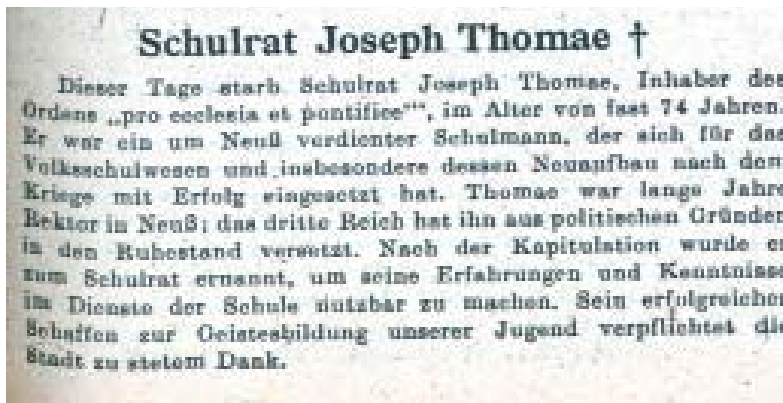 Schulrat Joseph Thomae †
Dieser Tage starb Schulrat Joseph Thomae, Inhaber des
Ordens „pro ecclesia et pontifice“", im Alter von fast 74 Jahren.
Er war ein um Neuß verdienter Schulmann, der sich für das
Volksschulwesen und insbesondere dessen Neuaufbau nach dem
Kriege mit Erfolg eingesetzt hat. Thomae war lange Jahre
Rektor in Neuß; das dritte Reich hat ihn aus politischen Gründen
in den Ruhestand versetzt. Nach der Kapitulation wurde er
zum Schulrat ernannt, um seine Erfahrungen und Kenntnisse
im Dienste der Schule nutzbar zu machen. Sein erfolgreiches
Schaffen zur Geistesbildung unserer Jugend verpflichtet die
Stadt zu stetem Dank.